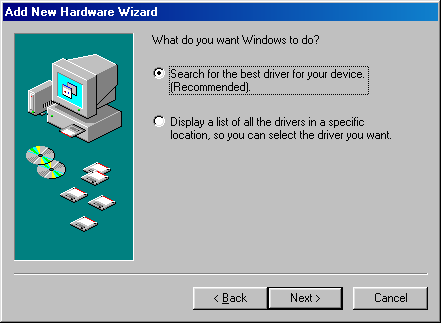 Add New Hardware Wizard
What do you want Windows to do?
Search for the best driver for your device.
(Recommended).
Display a list of all the drivers in a specific
location, so you can select the driver you want.
< Back
Next >
Cancel